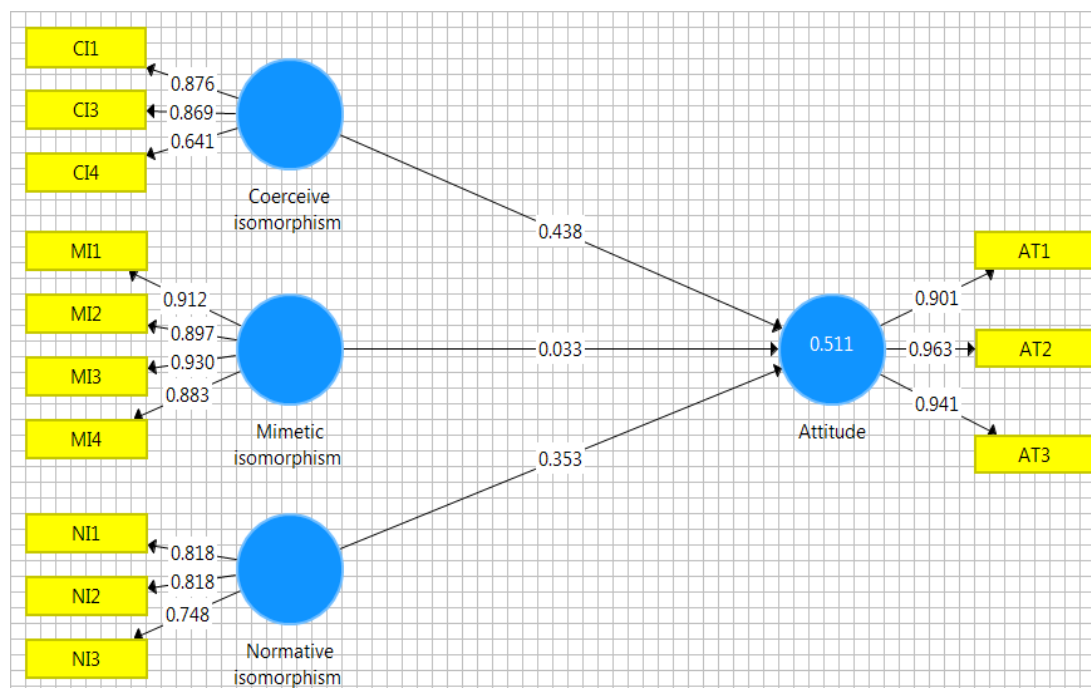 CI1
0.876
CI3
0.869
CI4
0.641
Coerceive
isomorphism
0.438
MI1
0.912
MI2
0.897
MI3
0.930
MI4
0.883
Mimetic
isomorphism
0.033
0.511
Attitude
AT1
0.901
AT2
0.963
AT3
0.941
0.353
NI1
0.818
NI2
0.818
NI3
0.748
Normative
isomorphism